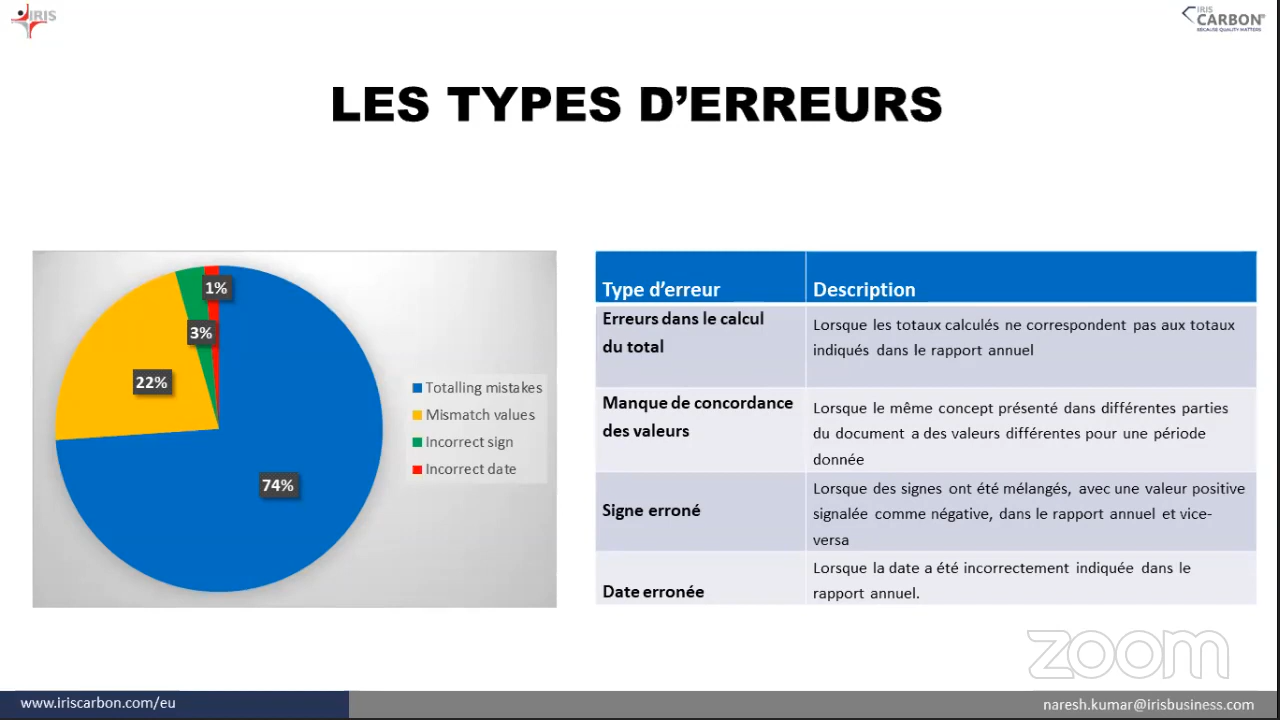 IRIS
IRIS
CARBON®
BECAUSE QUALITY MATTERS
LES TYPES D’ERREURS
1%
3%
22%
74%
Totalling mistakes
Mismatch values
Incorrect sign
Incorrect date
Type d’erreur
Description
Erreurs dans le calcul
du total
Lorsque les totaux calculés ne correspondent pas aux totaux
indiqués dans le rapport annuel
Manque de concordance
des valeurs
Lorsque le même concept présenté dans différentes parties
du document a des valeurs différentes pour une période
donnée
Signe erroné
Lorsque des signes ont été mélangés, avec une valeur positive
signalée comme négative, dans le rapport annuel et vice-
versa
Date erronée
Lorsque la date a été incorrectement indiquée dans le
rapport annuel.
zoom
www.iriscarbon.com/eu
naresh.kumar@irisbusiness.com